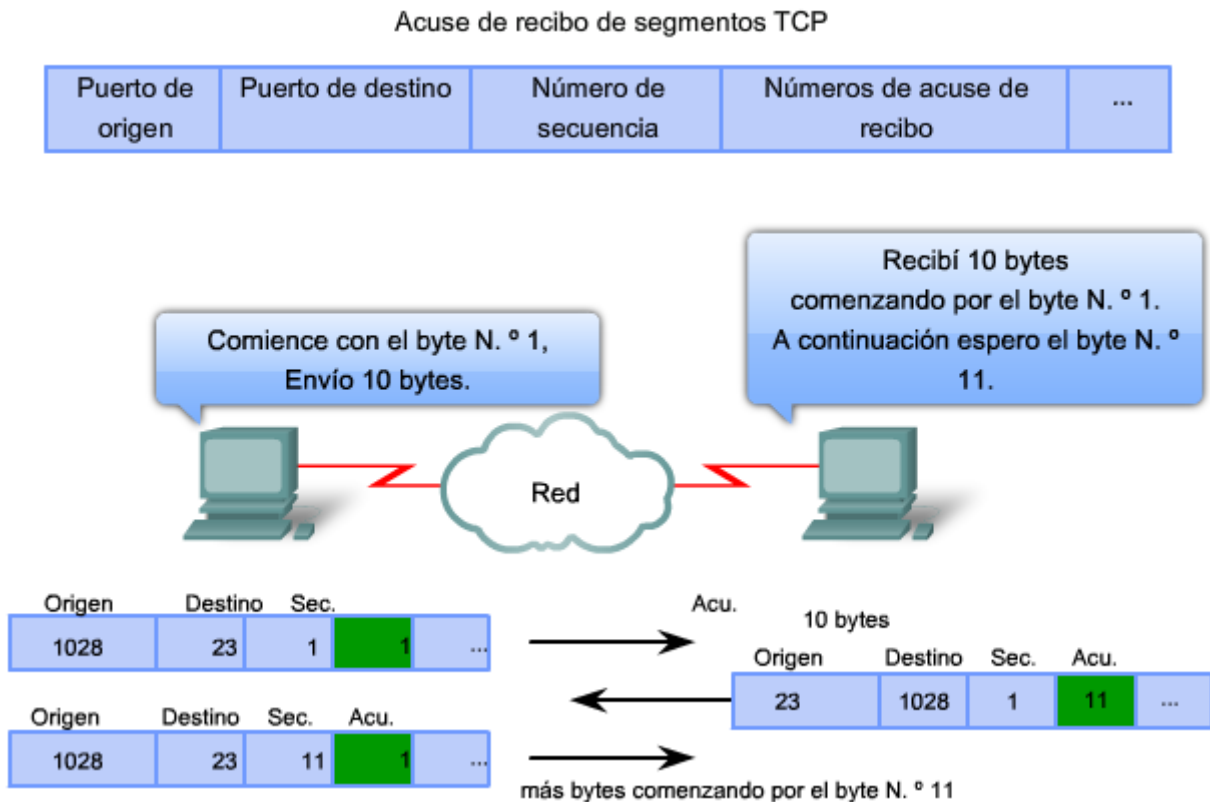 Acuse de recibo de segmentos TCP
Puerto de origen
Puerto de destino
Número de secuencia
Números de acuse de recibo
...
Comience con el byte N. º 1,
Envío 10 bytes.
Recibí 10 bytes
comenzando por el byte N. º 1.
A continuación espero el byte N. º
11.
Red
Origen Destino Sec.
1028 23 1 1 ...
Acu.
10 bytes
Origen Destino Sec. Acu.
23 1028 1 11 ...
Origen Destino Sec. Acu.
1028 23 11 1 ...
más bytes comenzando por el byte N. º 11